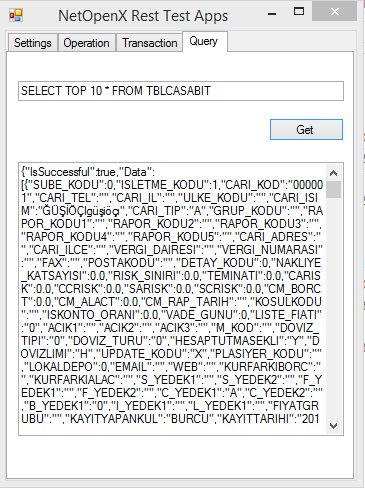 NetOpenX Rest Test Apps
Settings Operation Transaction Query
SELECT TOP 10 * FROM TBLCASABIT
Get
{"IsSuccessful":true,"Data":
[{"SUBE_KODU":0,"ISLETME_KODU":1,"CARI_KOD":"00000
1","CARI_TEL":"","CARI_IL":"","ULKE_KODU":"","CARI_ISI
M":"ĞÜŞİÖÇIğüşiöçı","CARI_TIP":"A","GRUP_KODU":"","RA
POR_KODU1":"","RAPOR_KODU2":"","RAPOR_KODU3":"",
"RAPOR_KODU4":"","RAPOR_KODU5":"","CARI_ADRES":"
","CARI_ILCE":"","VERGI_DAIRESI":"","VERGI_NUMARASI"
:"","FAX":"","POSTAKODU":"","DETAY_KODU":0,"NAKLIYE
_KATSAYISI":0.0,"RISK_SINIRI":0.0,"TEMINATI":0.0,"CARIS
K":0.0,"CCRISK":0.0,"SARISK":0.0,"SCRISK":0.0,"CM_BORC
T":0.0,"CM_ALACT":0.0,"CM_RAP_TARIH":"","KOSULKODU
":"","ISKONTO_ORANI":0.0,"VADE_GUNU":0,"LISTE_FIATI"
:"0","ACIK1":"","ACIK2":"","ACIK3":"","M_KOD":"","DOVIZ_
TIPI":"0","DOVIZ_TURU":"0","HESAPTUTMASEKLI":"Y","D
OVIZLIMI":"H","UPDATE_KODU":"X","PLASIYER_KODU":""
,"LOKALDEPO":0,"EMAIL":"","WEB":"","KURFARKIBORC":"
","KURFARKIALAC":"","S_YEDEK1":"","S_YEDEK2":"","F_Y
EDEK1":"","F_YEDEK2":"","C_YEDEK1":"A","C_YEDEK2":"
","B_YEDEK1":"0","I_YEDEK1":"","L_YEDEK1":"","FIYATGR
UBU":"","KAYITYAPANKUL":"BURCU","KAYITTARIHI":"201